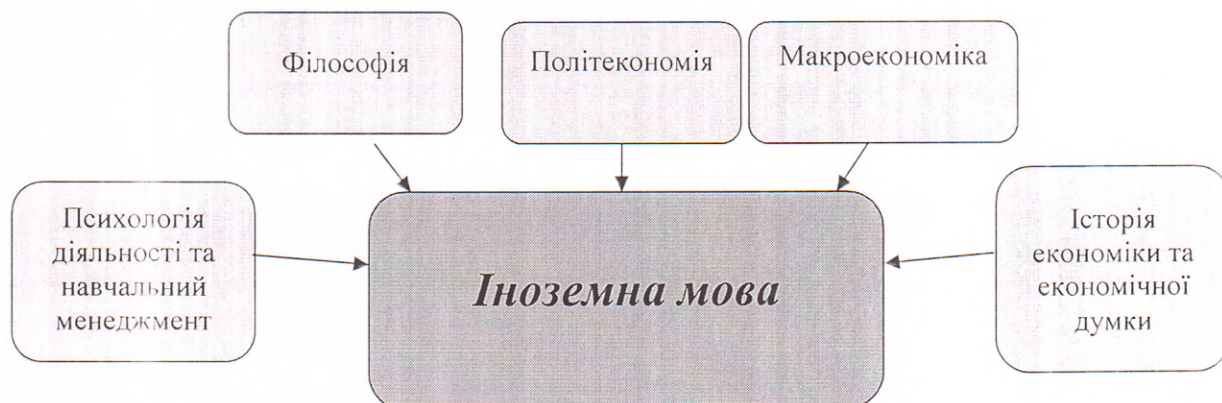 Філософія
Політекономія
Макроекономіка
Психологія
діяльності та
навчальний
менеджмент
Іноземна мова
Історія
економіки та
економічної
думки